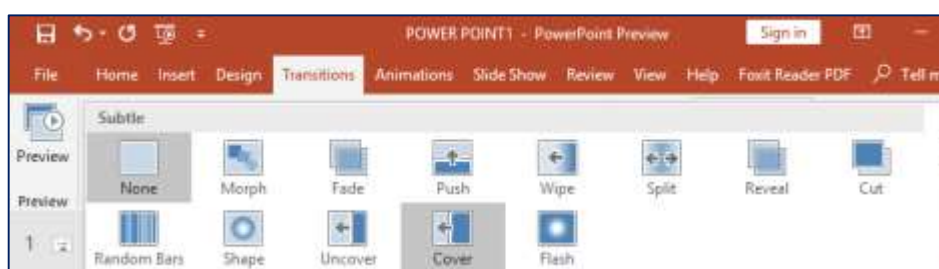 POWER POINT1 - PowerPoint Preview Sign in
File Home Insert Design Transitions Animations Slide Show Review View Help Foxit Reader PDF Tell
Subtle
Preview
None Morph Fade Push Wipe Split Reveal Cut
Preview
1
Random Bars Shape Uncover Cover Flash